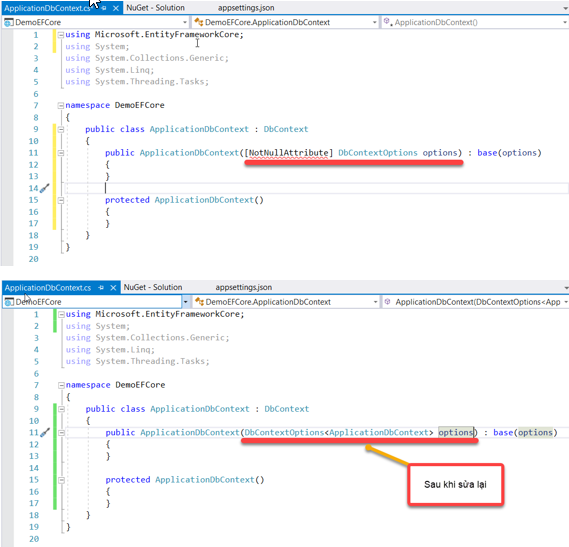 ApplicationDbContext.cs NuGet - Solution appsettings.json
DemoEFCore DemoEFCore.ApplicationDbContext ApplicationDbContext()
1 using Microsoft.EntityFrameworkCore;
2 using System;
3 using System.Collections.Generic;
4 using System.Linq;
5 using System.Threading.Tasks;
6
7 namespace DemoEFCore
8 {
9 public class ApplicationDbContext : DbContext
10 {
11 public ApplicationDbContext([NotNullAttribute] DbContextOptions options) : base(options)
12 {
13 }
14
15 protected ApplicationDbContext()
16 {
17 }
18 }
19 }
20
ApplicationDbContext.cs NuGet - Solution appsettings.json
DemoEFCore DemoEFCore.ApplicationDbContext ApplicationDbContext(DbContextOptions<App
1 using Microsoft.EntityFrameworkCore;
2 using System;
3 using System.Collections.Generic;
4 using System.Linq;
5 using System.Threading.Tasks;
6
7 namespace DemoEFCore
8 {
9 public class ApplicationDbContext : DbContext
10 {
11 public ApplicationDbContext(DbContextOptions<ApplicationDbContext> options) : base(options)
12 {
13 }
14
15 protected ApplicationDbContext()
16 {
17 }
18 }
19 }
20
Sau khi sửa lại